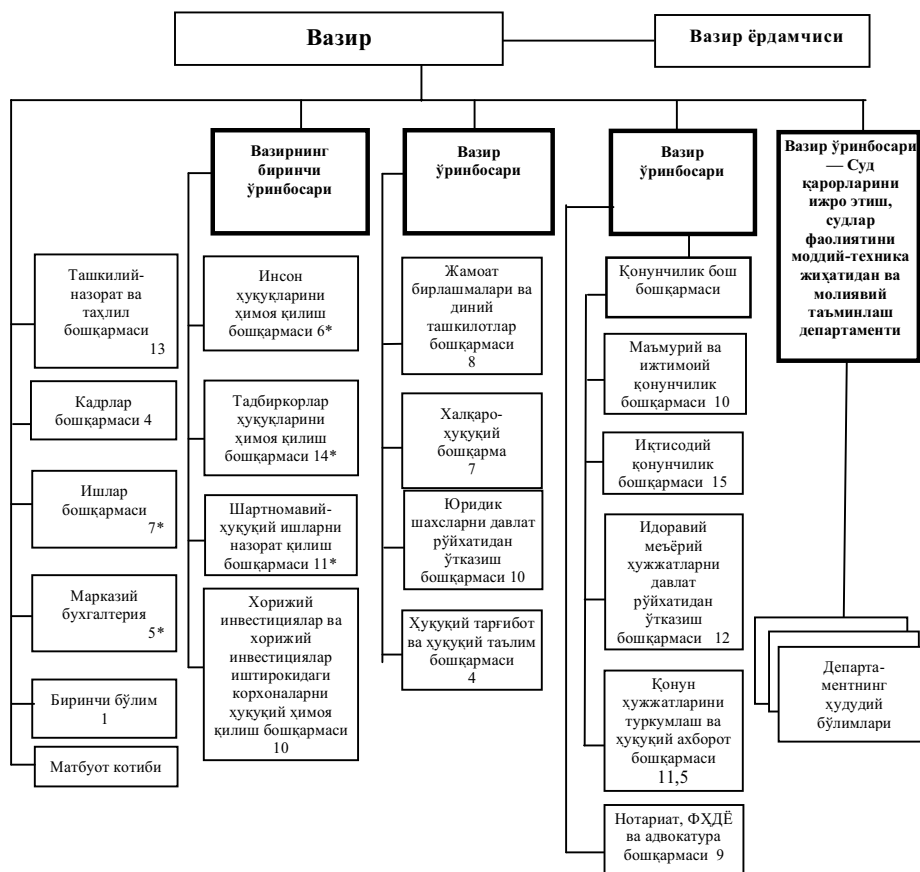 Вазир
Вазир ёрдамчиси
Вазирнинг
биринчи
ўринбосари
Вазир
ўринбосари
Вазир
ўринбосари
Вазир ўринбосари
— Суд
қарорларини
ижро этиш,
судлар
фаолиятини
моддий-техника
жиҳатидан ва
молиявий
таъминлаш
департаменти
Ташкилий-
назорат ва
таҳлил
бошқармаси
13
Кадрлар
бошқармаси 4
Ишлар
бошқармаси
7*
Марказий
бухгалтерия
5*
Биринчи бўлим
1
Матбуот котиби
Инсон
ҳуқуқларини
ҳимоя қилиш
бошқармаси 6*
Тадбиркорлар
ҳуқуқларини
ҳимоя қилиш
бошқармаси 14*
Шартномавий-
ҳуқуқий ишларни
назорат қилиш
бошқармаси 11*
Хорижий
инвестициялар ва
хорижий
инвестициялар
иштирокидаги
корхоналарни
ҳуқуқий ҳимоя
қилиш бошқармаси
10
Жамоат
бирлашмалари ва
диний
ташкилотлар
бошқармаси
8
Халқаро-
ҳуқуқий
бошқарма
7
Юридик
шахсларни давлат
рўйхатидан
ўтказиш
бошқармаси 10
Ҳуқуқий тарғибот
ва ҳуқуқий таълим
бошқармаси
4
Қонунчилик бош
бошқармаси
Маъмурий ва
ижтимоий
қонунчилик
бошқармаси 10
Иқтисодий
қонунчилик
бошқармаси 15
Идоравий
меъёрий
ҳужжатларни
давлат
рўйхатидан
ўтказиш
бошқармаси 12
Қонун
ҳужжатларини
туркумлаш ва
ҳуқуқий ахборот
бошқармаси
11,5
Нотариат, ФҲДЁ
ва адвокатура
бошқармаси 9
Департа-
ментнинг
ҳудудий
бўлимлари